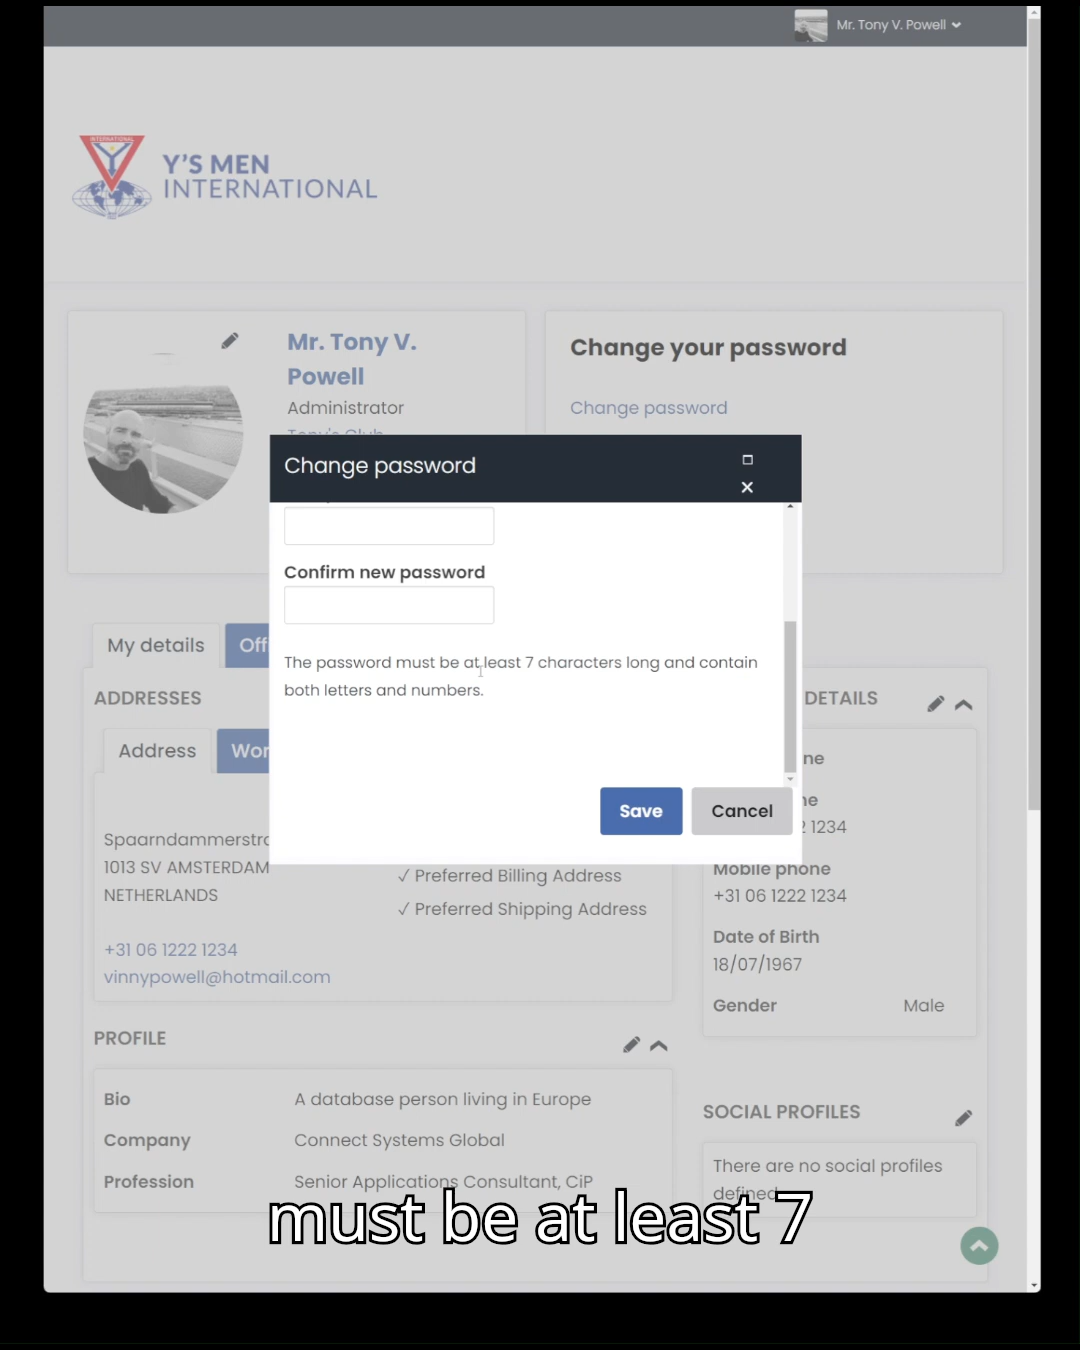 Mr. Tony V. Powell
INTERNATIONAL
Y'S MEN
INTERNATIONAL
Mr. Tony V.
Powell
Administrator
Tony's Club
Change your password
Change password
Change password
Confirm new password
The password must be at least 7 characters long and contain
both letters and numbers.
Save
Cancel
My details
Off
ADDRESSES
Address
Wor
Spaarndammerstra
1013 SV AMSTERDAM
NETHERLANDS
+31 06 1222 1234
vinnypowell@hotmail.com
✓ Preferred Billing Address
✓ Preferred Shipping Address
DETAILS
ne
ne
2 1234
Mobile phone
+31 06 1222 1234
Date of Birth
18/07/1967
Gender Male
PROFILE
Bio A database person living in Europe
Company Connect Systems Global
Profession Senior Applications Consultant, CiP
SOCIAL PROFILES
There are no social profiles
defined
must be at least 7